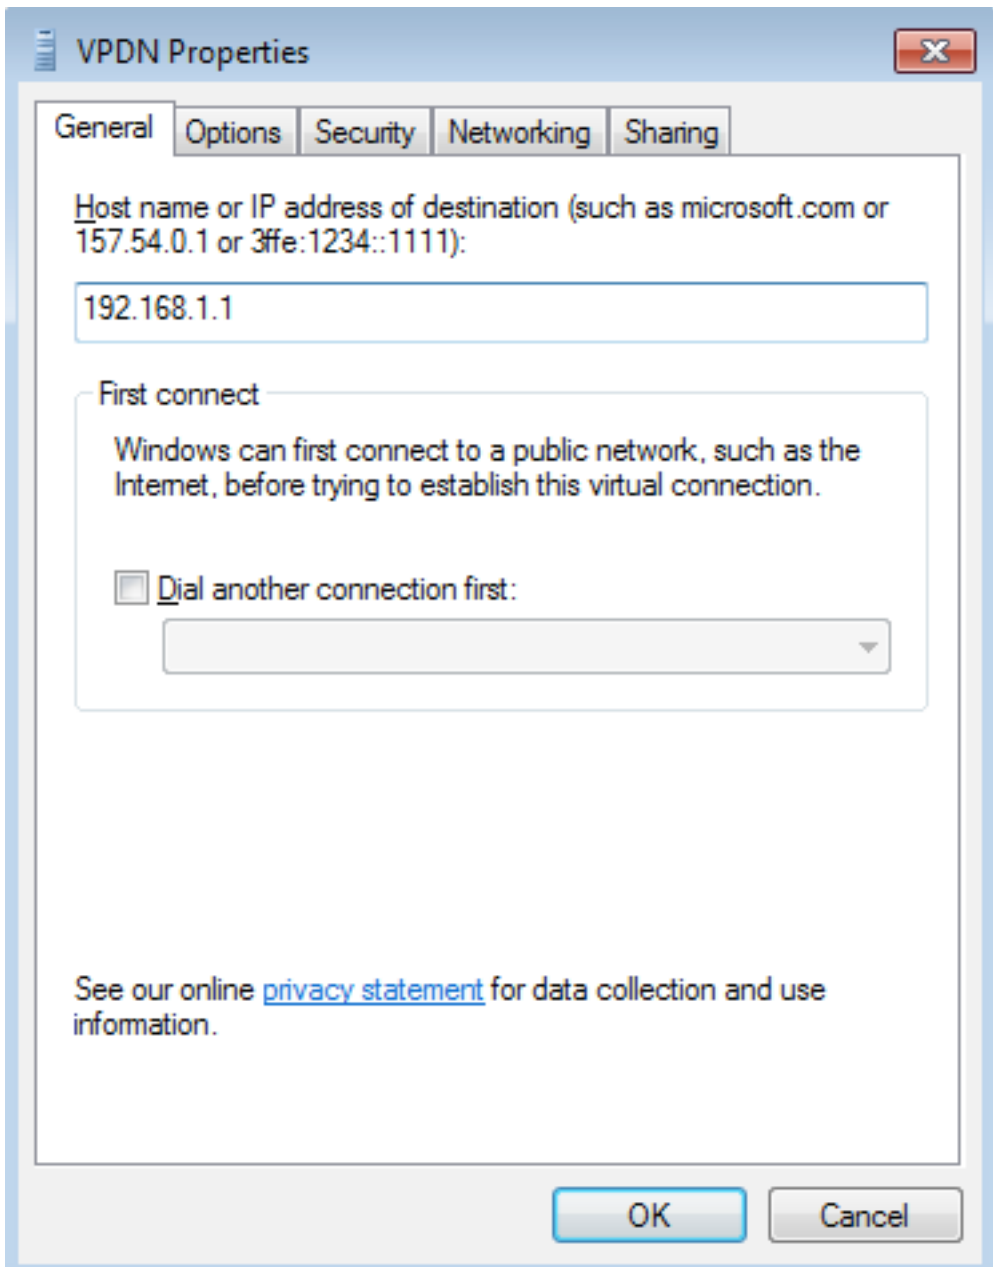 VPDN Properties
General Options Security Networking Sharing
Host name or IP address of destination (such as microsoft.com or
157.54.0.1 or 3ffe:1234::1111):
192.168.1.1
First connect
Windows can first connect to a public network, such as the
Internet, before trying to establish this virtual connection.
Dial another connection first:
See our online privacy statement for data collection and use
information.
OK Cancel